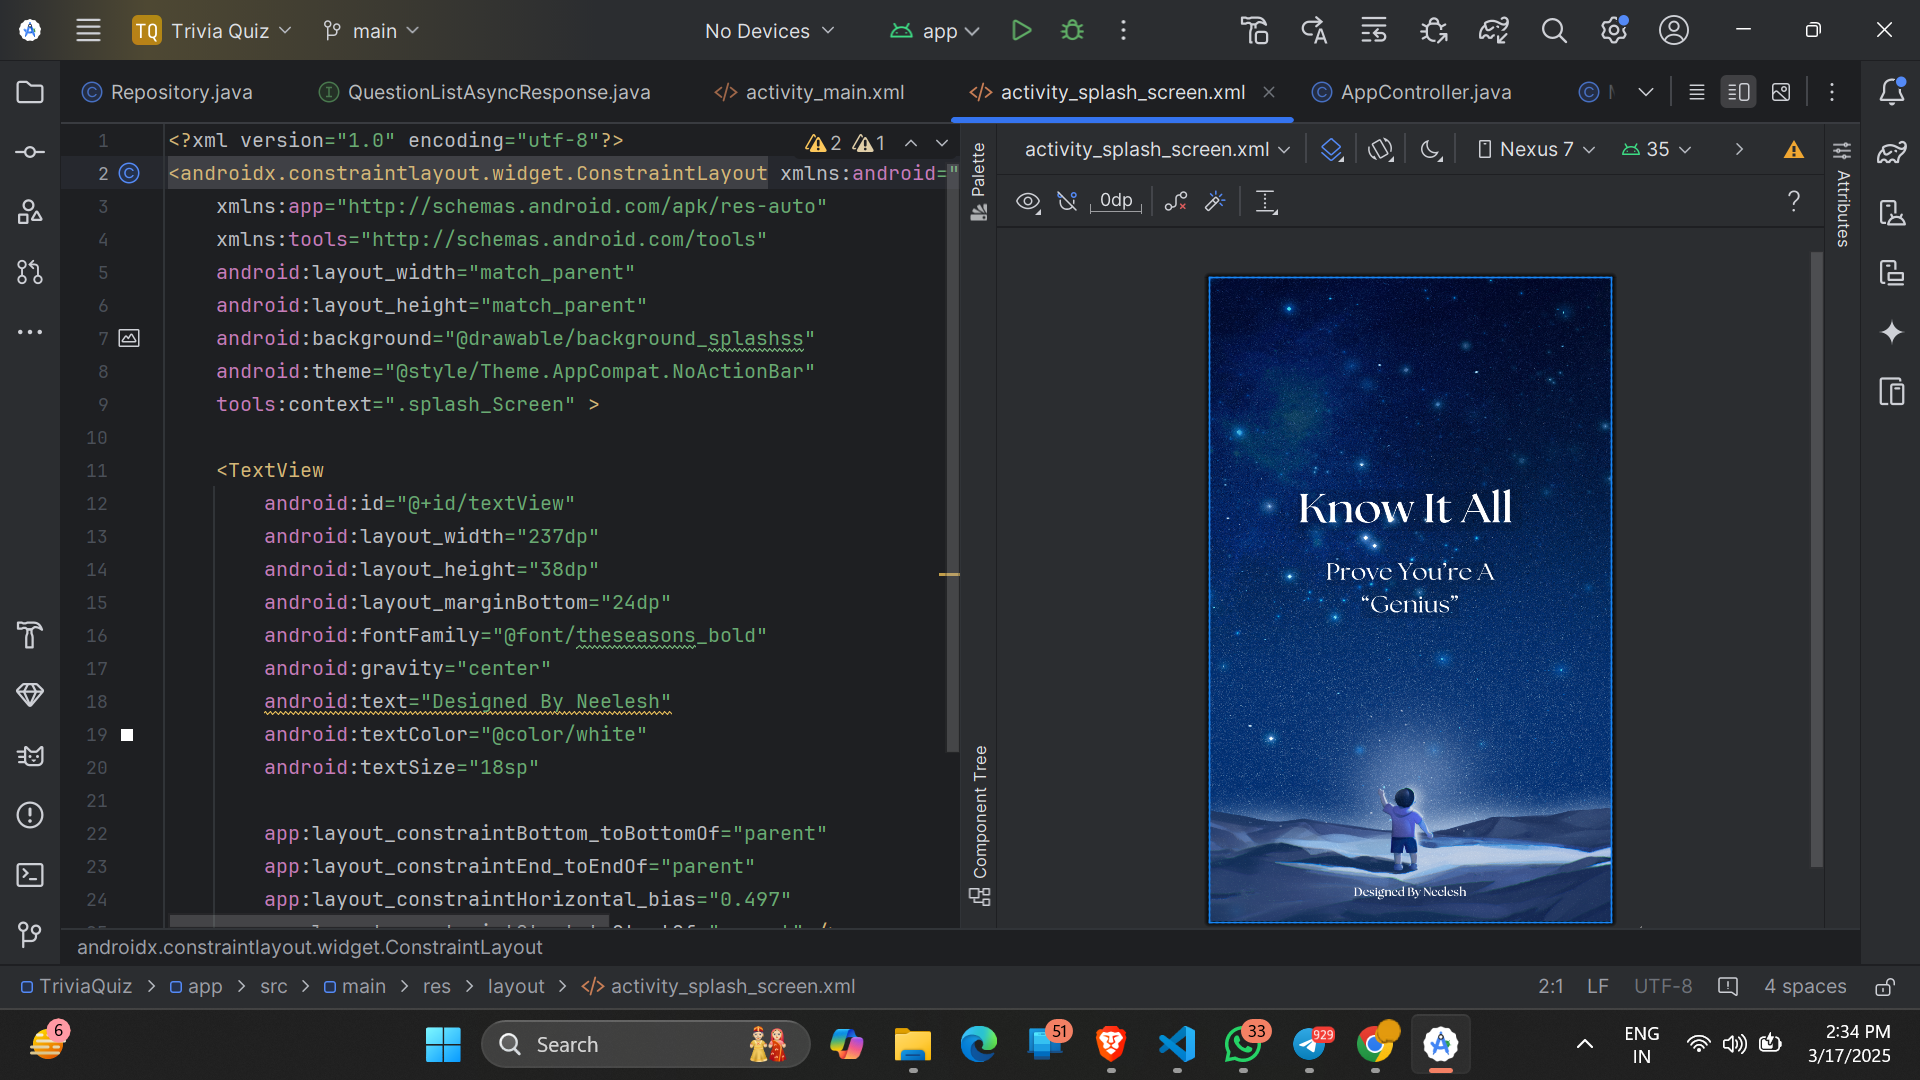 TQ Trivia Quiz main No Devices app
Repository.java QuestionListAsyncResponse.java activity_main.xml activity_splash_screen.xml AppController.java
1 <?xml version="1.0" encoding="utf-8"?> 2 1
2 <androidx.constraintlayout.widget.ConstraintLayout xmlns:android="
3 xmlns:app="http://schemas.android.com/apk/res-auto"
4 xmlns:tools="http://schemas.android.com/tools"
5 android:layout_width="match_parent"
6 android:layout_height="match_parent"
7 android:background="@drawable/background_splashss"
8 android:theme="@style/Theme.AppCompat.NoActionBar"
9 tools:context=".splash_Screen" >
10
11 <TextView
12 android:id="@+id/textView"
13 android:layout_width="237dp"
14 android:layout_height="38dp"
15 android:layout_marginBottom="24dp"
16 android:fontFamily="@font/theseasons_bold"
17 android:gravity="center"
18 android:text="Designed By Neelesh"
19 android:textColor="@color/white"
20 android:textSize="18sp"
21
22 app:layout_constraintBottom_toBottomOf="parent"
23 app:layout_constraintEnd_toEndOf="parent"
24 app:layout_constraintHorizontal_bias="0.497"
Palette
Component Tree
activity_splash_screen.xml Nexus 7 35
0dp ?
Attributes
Know It All
Prove You're A
“Genius”
Designed By Neelesh
androidx.constraintlayout.widget.ConstraintLayout
TriviaQuiz > app > src > main > res > layout > activity_splash_screen.xml 2:1 LF UTF-8 4 spaces
6 Search 51 33 929 ENG 2:34 PM
IN 3/17/2025